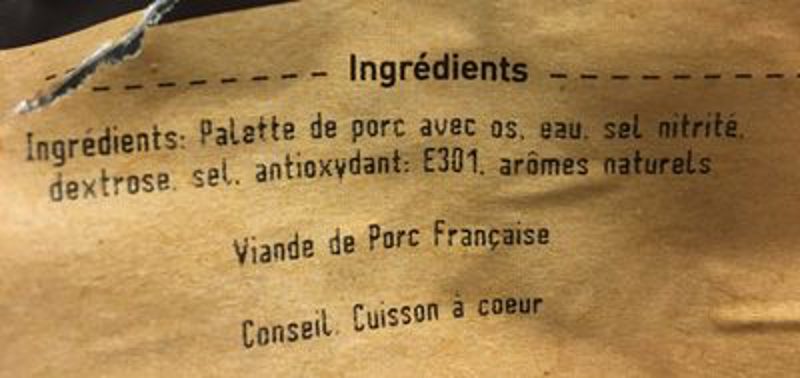 Ingrédients
Ingrédients: Palette de porc avec os, eau, sel nitrité,
dextrose, sel, antioxydant: E301, arômes naturels
Viande de Porc Française
Conseil. Cuisson à coeur